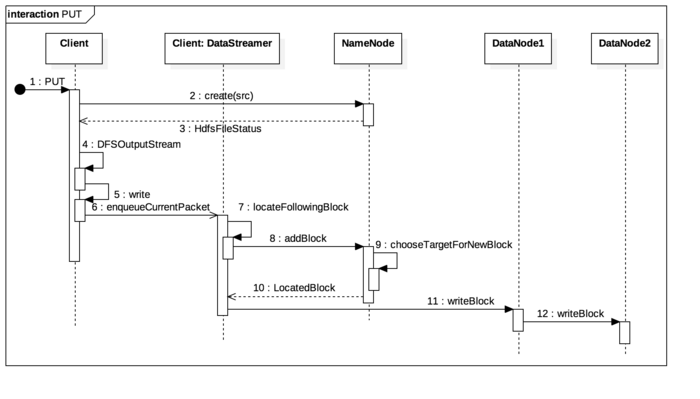 interaction PUT
Client
Client: DataStreamer
NameNode
DataNode1
DataNode2
1 : PUT
2 : create(src)
3 : HdfsFileStatus
4 : DFSOutputStream
5 : write
6 : enqueueCurrentPacket
7 : locateFollowingBlock
8 : addBlock
9 : chooseTargetForNewBlock
10 : LocatedBlock
11 : writeBlock
12 : writeBlock